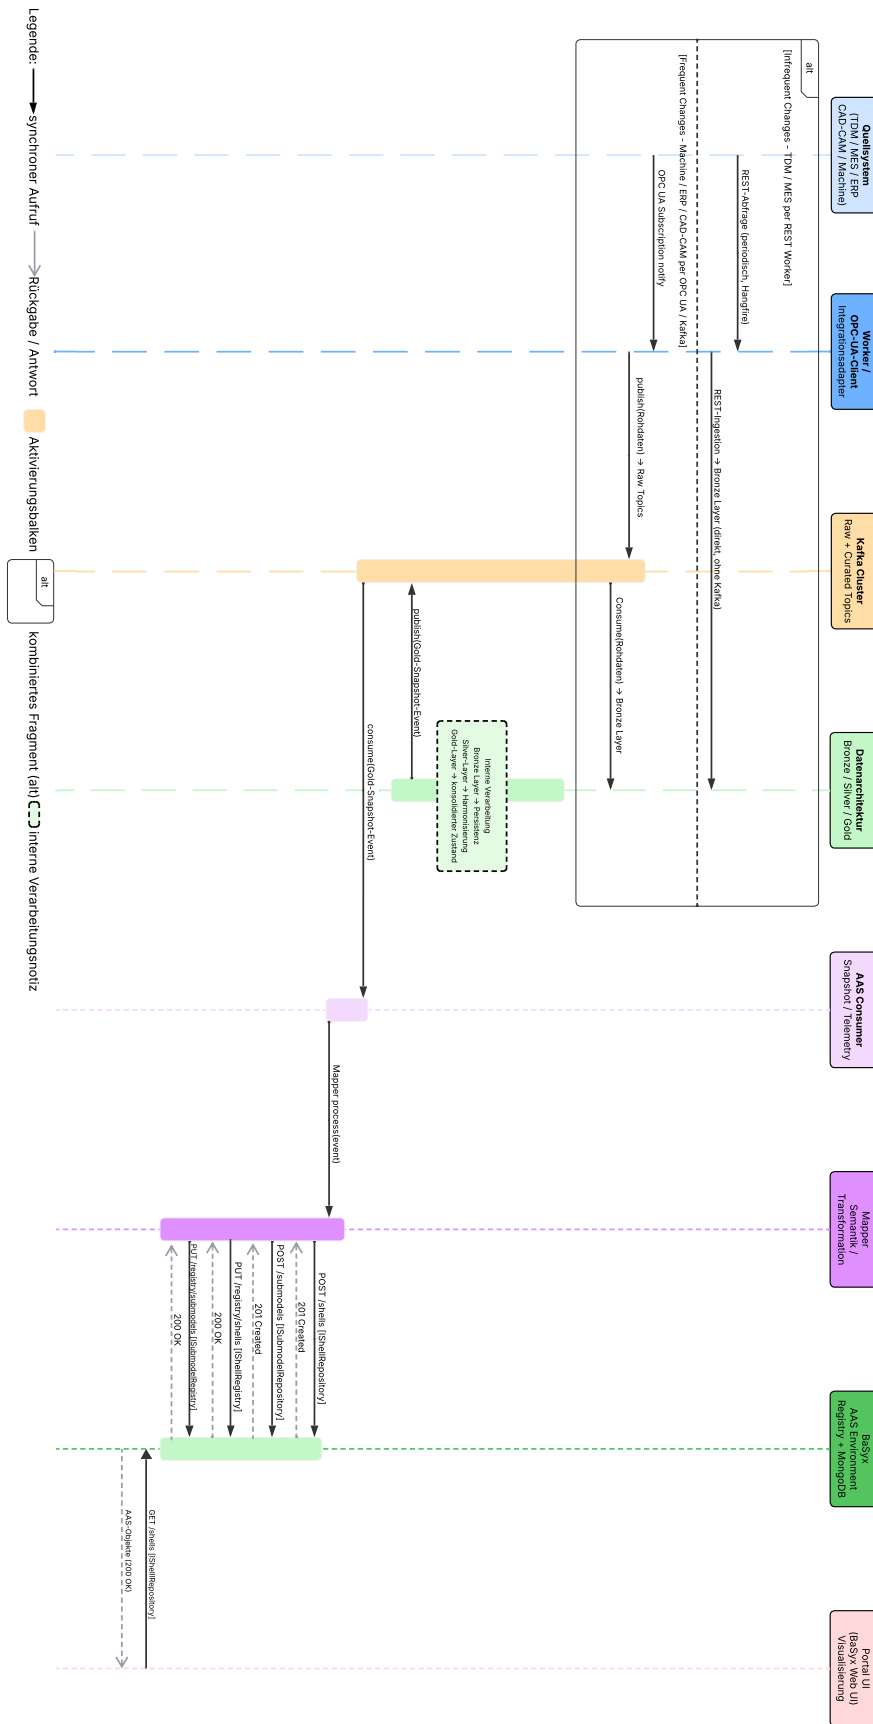 Quellsystem
(TDM / MES / ERP
CAD-CAM / Machine)
Worker /
OPC-UA-Client
Integrationsadapter
Kafka Cluster
Raw + Curated Topics
Datenarchitektur
Bronze / Silver / Gold
AAS Consumer
Snapshot / Telemetry
Mapper
Semantik /
Transformation
BaSyx
AAS Environment
Registry + MongoDB
Portal UI
(BaSyx Web UI)
Visualisierung
alt
[Infrequent Changes - TDM / MES per REST Worker]
REST-Abfrage (periodisch, Hangfire)
REST-Ingestion → Bronze Layer (direkt, ohne Kafka)
[Frequent Changes - Machine / ERP / CAD-CAM per OPC UA / Kafka]
OPC UA Subscription notify
publish(Rohdaten) → Raw Topics
Consume(Rohdaten) → Bronze Layer
Interne Verarbeitung
Bronze Layer → Persistenz
Silver-Layer → Harmonisierung
Gold-Layer → konsolidierter Zustand
publish(Gold-Snapshot-Event)
consume(Gold-Snapshot-Event)
Mapper process(event)
POST /shells [IShellRepository]
201 Created
POST /submodels [ISubmodelRepository]
201 Created
PUT /registry/shells [IShellRegistry]
200 OK
PUT /registry/submodels [ISubmodelRegistry]
200 OK
GET /shells [IShellRepository]
AAS-Objekte (200 OK)
Legende:
synchroner Aufruf
Rückgabe / Antwort
Aktivierungsbalken
alt
kombiniertes Fragment (alt)
interne Verarbeitungsnotiz